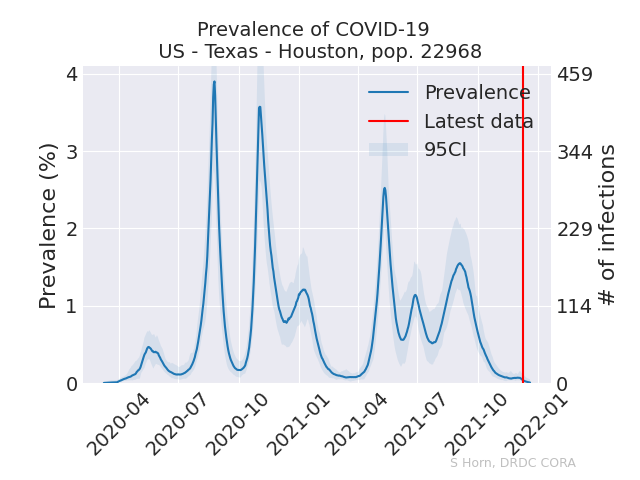 Prevalence of COVID-19
US - Texas - Houston, pop. 22968
Prevalence (%)
4
3
2
1
0
459
344
229
114
0
# of infections
Prevalence
Latest data
95CI
2020-04
2020-07
2020-10
2021-01
2021-04
2021-07
2021-10
2022-01
S Horn, DRDC CORA